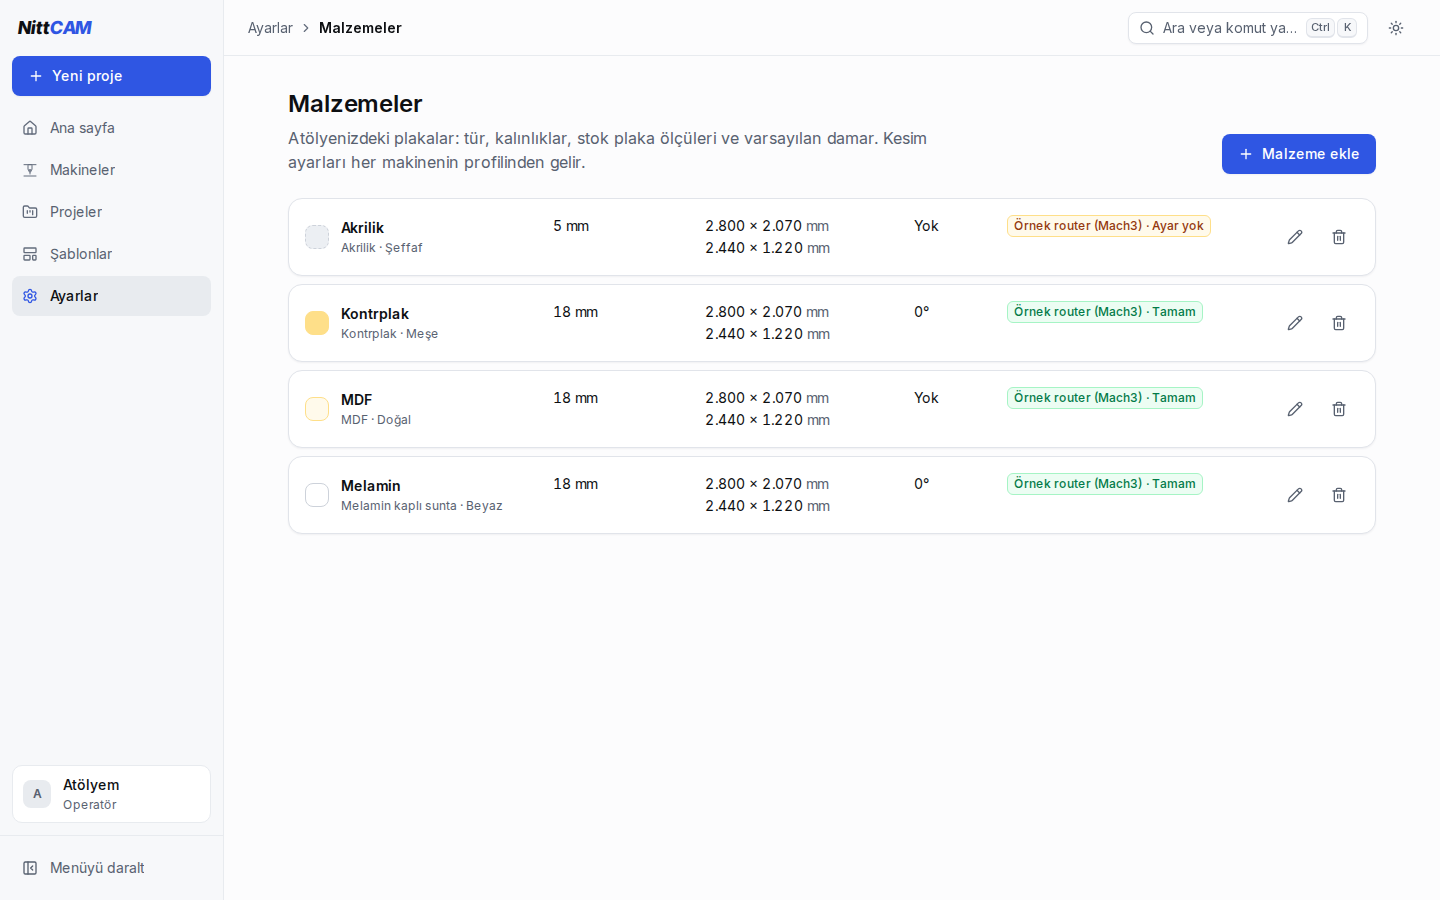 NittCAM
Yeni proje
Ana sayfa
Makineler
Projeler
Şablonlar
Ayarlar
Atölyem
A
Operatör
Menüyü daralt
Ayarlar > Malzemeler
Ara veya komut ya… Ctrl K
Malzemeler
Atölyenizdeki plakalar: tür, kalınlıklar, stok plaka ölçüleri ve varsayılan damar. Kesim
ayarları her makinenin profilinden gelir.
Malzeme ekle
Akrilik 5 mm 2.800 × 2.070 mm Yok Örnek router (Mach3) · Ayar yok
Akrilik · Şeffaf 2.440 × 1.220 mm
Kontrplak 18 mm 2.800 × 2.070 mm 0° Örnek router (Mach3) · Tamam
Kontrplak · Meşe 2.440 × 1.220 mm
MDF 18 mm 2.800 × 2.070 mm Yok Örnek router (Mach3) · Tamam
MDF · Doğal 2.440 × 1.220 mm
Melamin 18 mm 2.800 × 2.070 mm 0° Örnek router (Mach3) · Tamam
Melamin kaplı sunta · Beyaz 2.440 × 1.220 mm